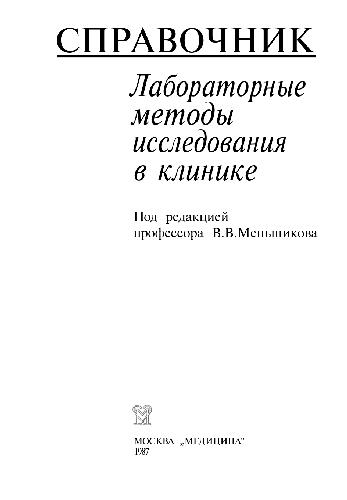 СПРАВОЧНИК
Лабораторные
методы
исследования
в клинике
Под редакцией
профессора В.В.Меньшикова
МОСКВА „МЕДИЦИНА"
1987